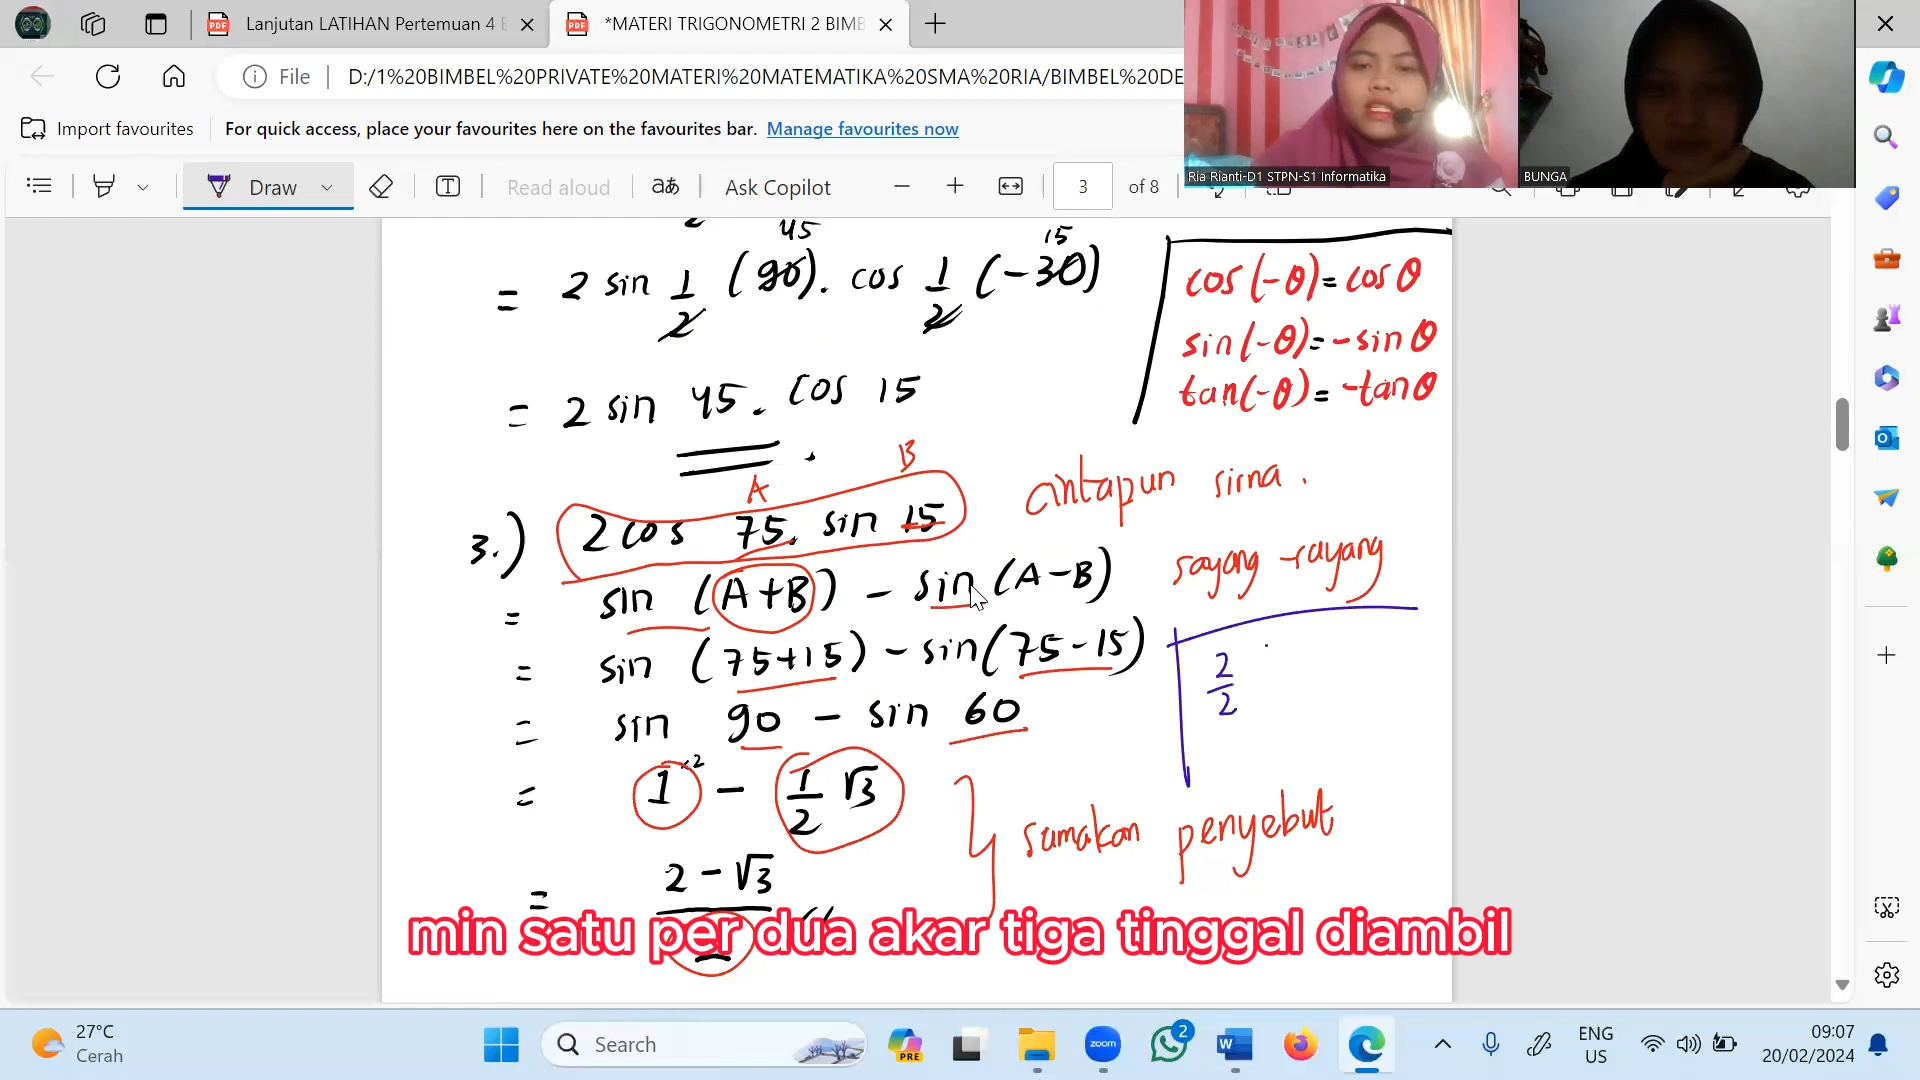 Lanjutan LATIHAN Pertemuan 4 B
*MATERI TRIGONOMETRI 2 BIMB
File
D:/1%20BIMBEL%20PRIVATE%20MATERI%20MATEMATIKA%20SMA%20RIA/BIMBEL%20DE
Import favourites
For quick access, place your favourites here on the favourites bar. Manage favourites now
Draw
Read aloud
Ask Copilot
3 of 8
Ria Rianti-D1 STPN-S1 Informatika
BUNGA
45 15
= 2 sin 1/2 (90). cos 1/2 (-30)
= 2 sin 45. cos 15
cos(-θ)=cos θ
sin(-θ)=-sin θ
tan(-θ)=-tan θ
A B
3.) 2 cos 75. sin 15
antapun sirna.
= sin (A+B) - sin (A-B)
sayang -rayang
= sin (75+15) - sin(75-15)
2/2
= sin 90 - sin 60
= 1 ×2 - 1/2 √3
samakan penyebut
= 2-√3
min satu per dua akar tiga tinggal diambil
27°C
Cerah
Search
PRE
zoom
2
ENG
US
09:07
20/02/2024